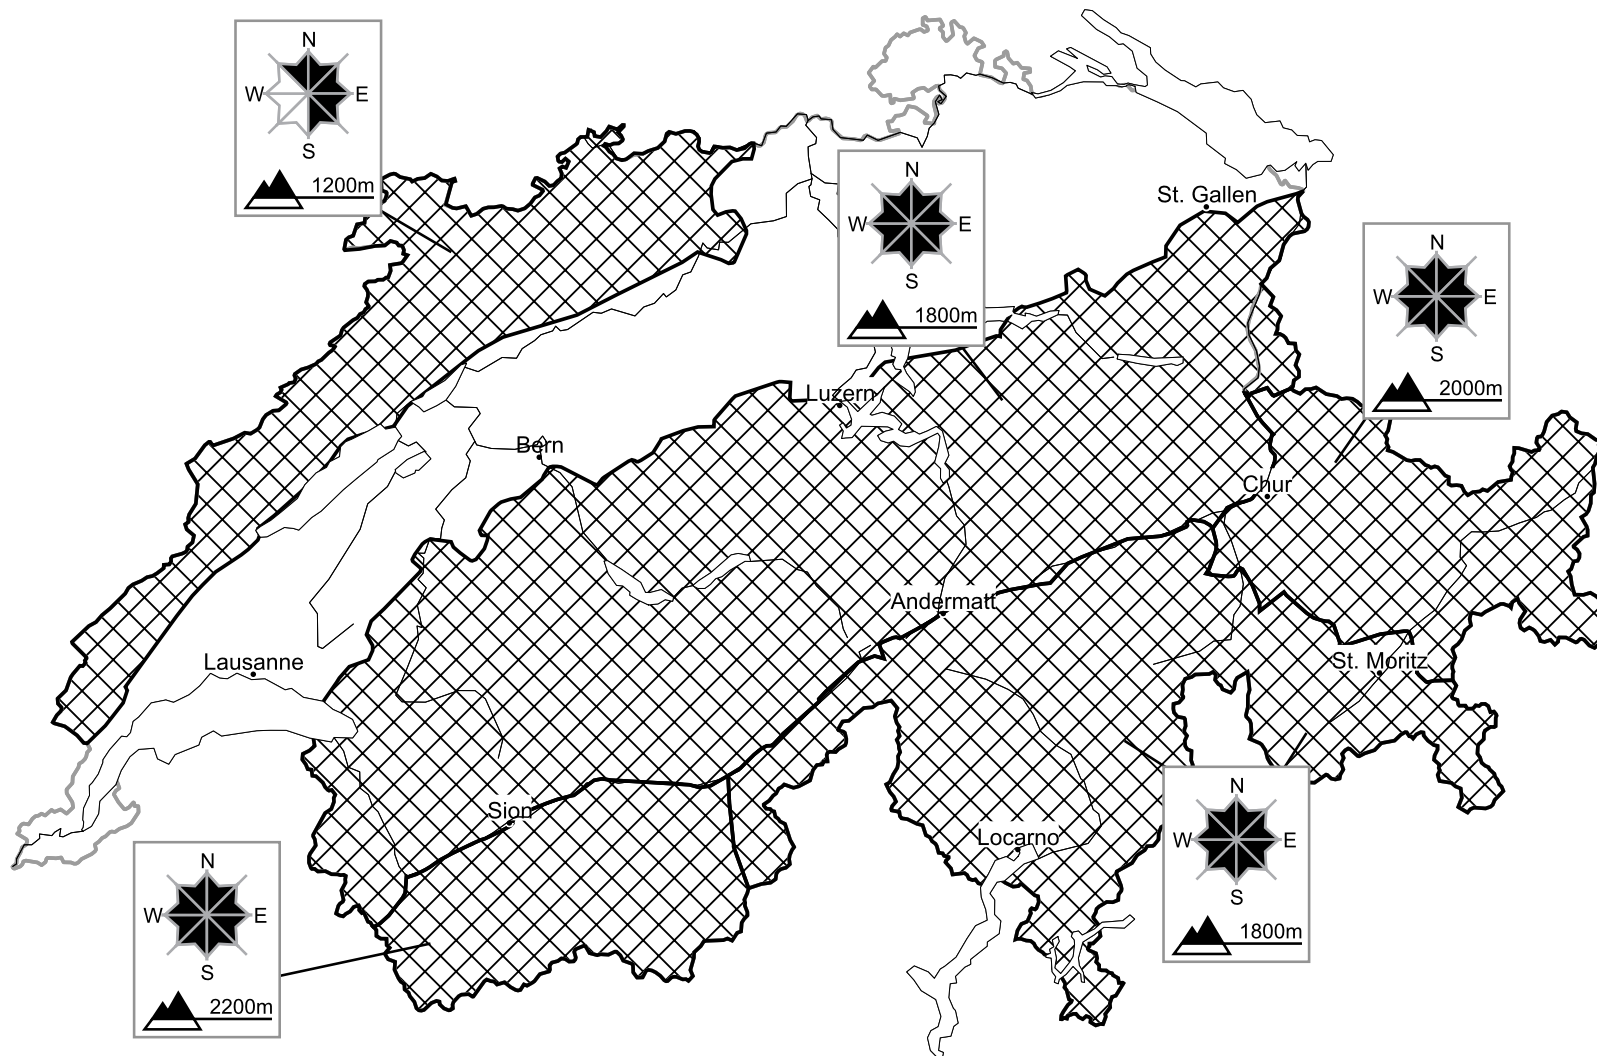 N
W E
S
1200m
St. Gallen
N
W E
S
1800m
N
W E
S
2000m
Luzern
Bern
Chur
Andermatt
Lausanne
St. Moritz
Sion
Locarno
N
W E
S
1800m
N
W E
S
2200m